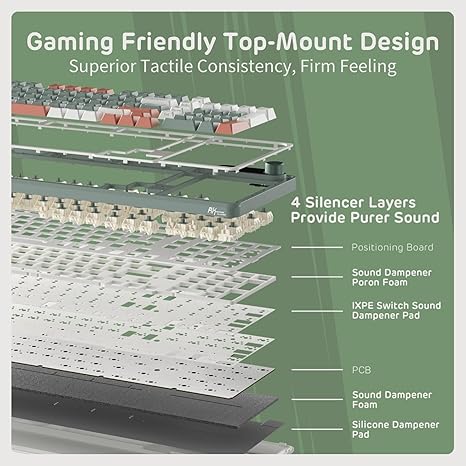 Gaming Friendly Top-Mount Design
Superior Tactile Consistency, Firm Feeling
4 Silencer Layers
Provide Purer Sound
Positioning Board
Sound Dampener
Poron Foam
IXPE Switch Sound
Dampener Pad
PCB
Sound Dampener
Foam
Silicone Dampener
Pad